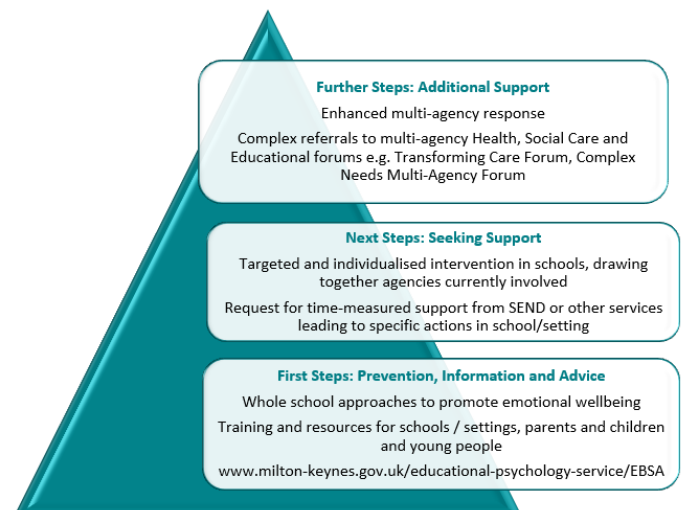 Further Steps: Additional Support
Enhanced multi-agency response
Complex referrals to multi-agency Health, Social Care and
Educational forums e.g. Transforming Care Forum, Complex
Needs Multi-Agency Forum
Next Steps: Seeking Support
Targeted and individualised intervention in schools, drawing
together agencies currently involved
Request for time-measured support from SEND or other services
leading to specific actions in school/setting
First Steps: Prevention, Information and Advice
Whole school approaches to promote emotional wellbeing
Training and resources for schools / settings, parents and children
and young people
www.milton-keynes.gov.uk/educational-psychology-service/EBSA